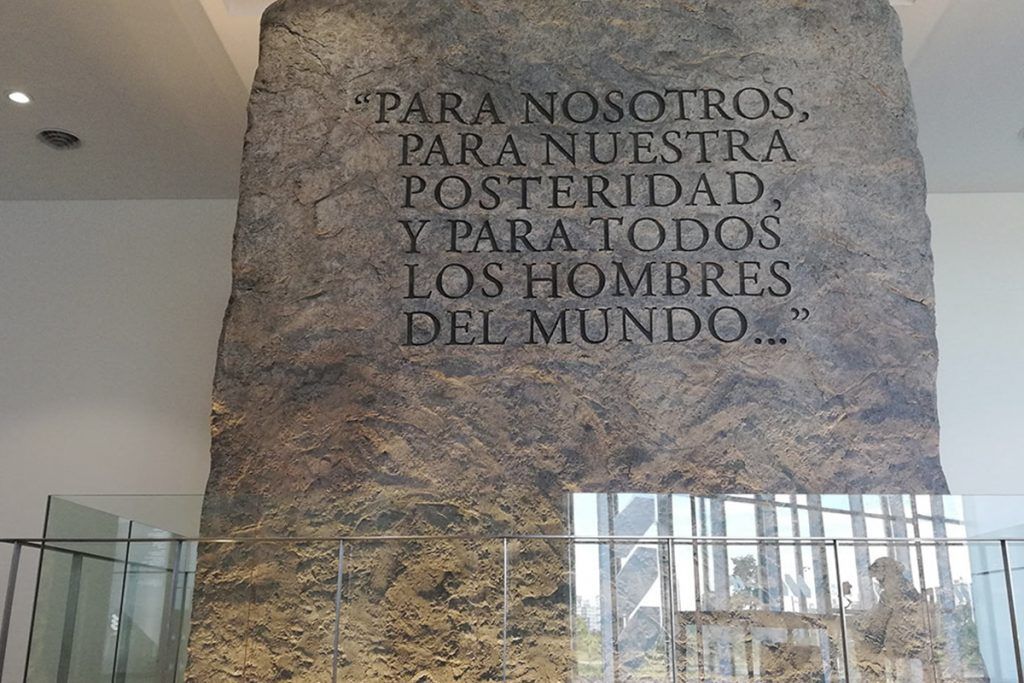 “PARA NOSOTROS,
PARA NUESTRA
POSTERIDAD,
Y PARA TODOS
LOS HOMBRES
DEL MUNDO...”